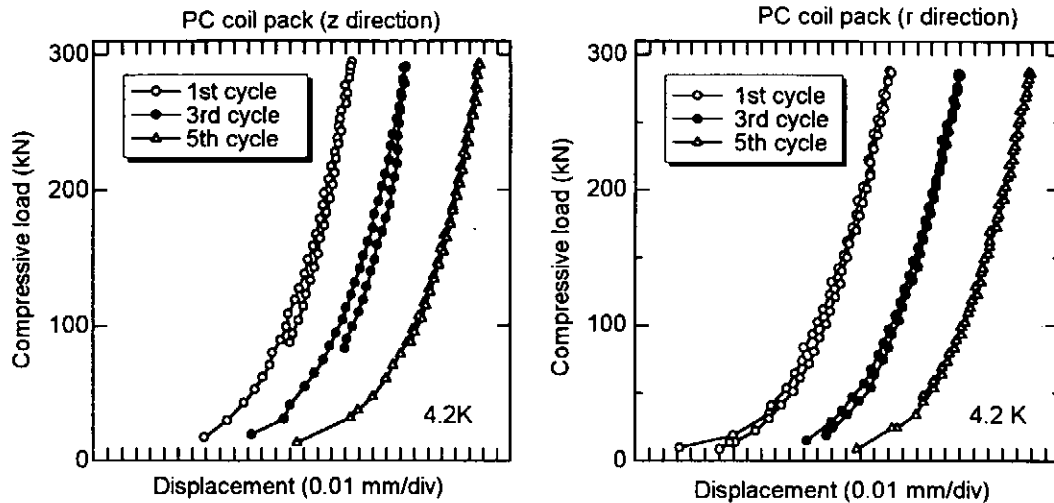 PC coil pack (z direction)
300
200
100
0
Compressive load (kN)
1st cycle
3rd cycle
5th cycle
4.2K
Displacement (0.01 mm/div)
PC coil pack (r direction)
300
200
100
0
Compressive load (kN)
1st cycle
3rd cycle
5th cycle
4.2 K
Displacement (0.01 mm/div)